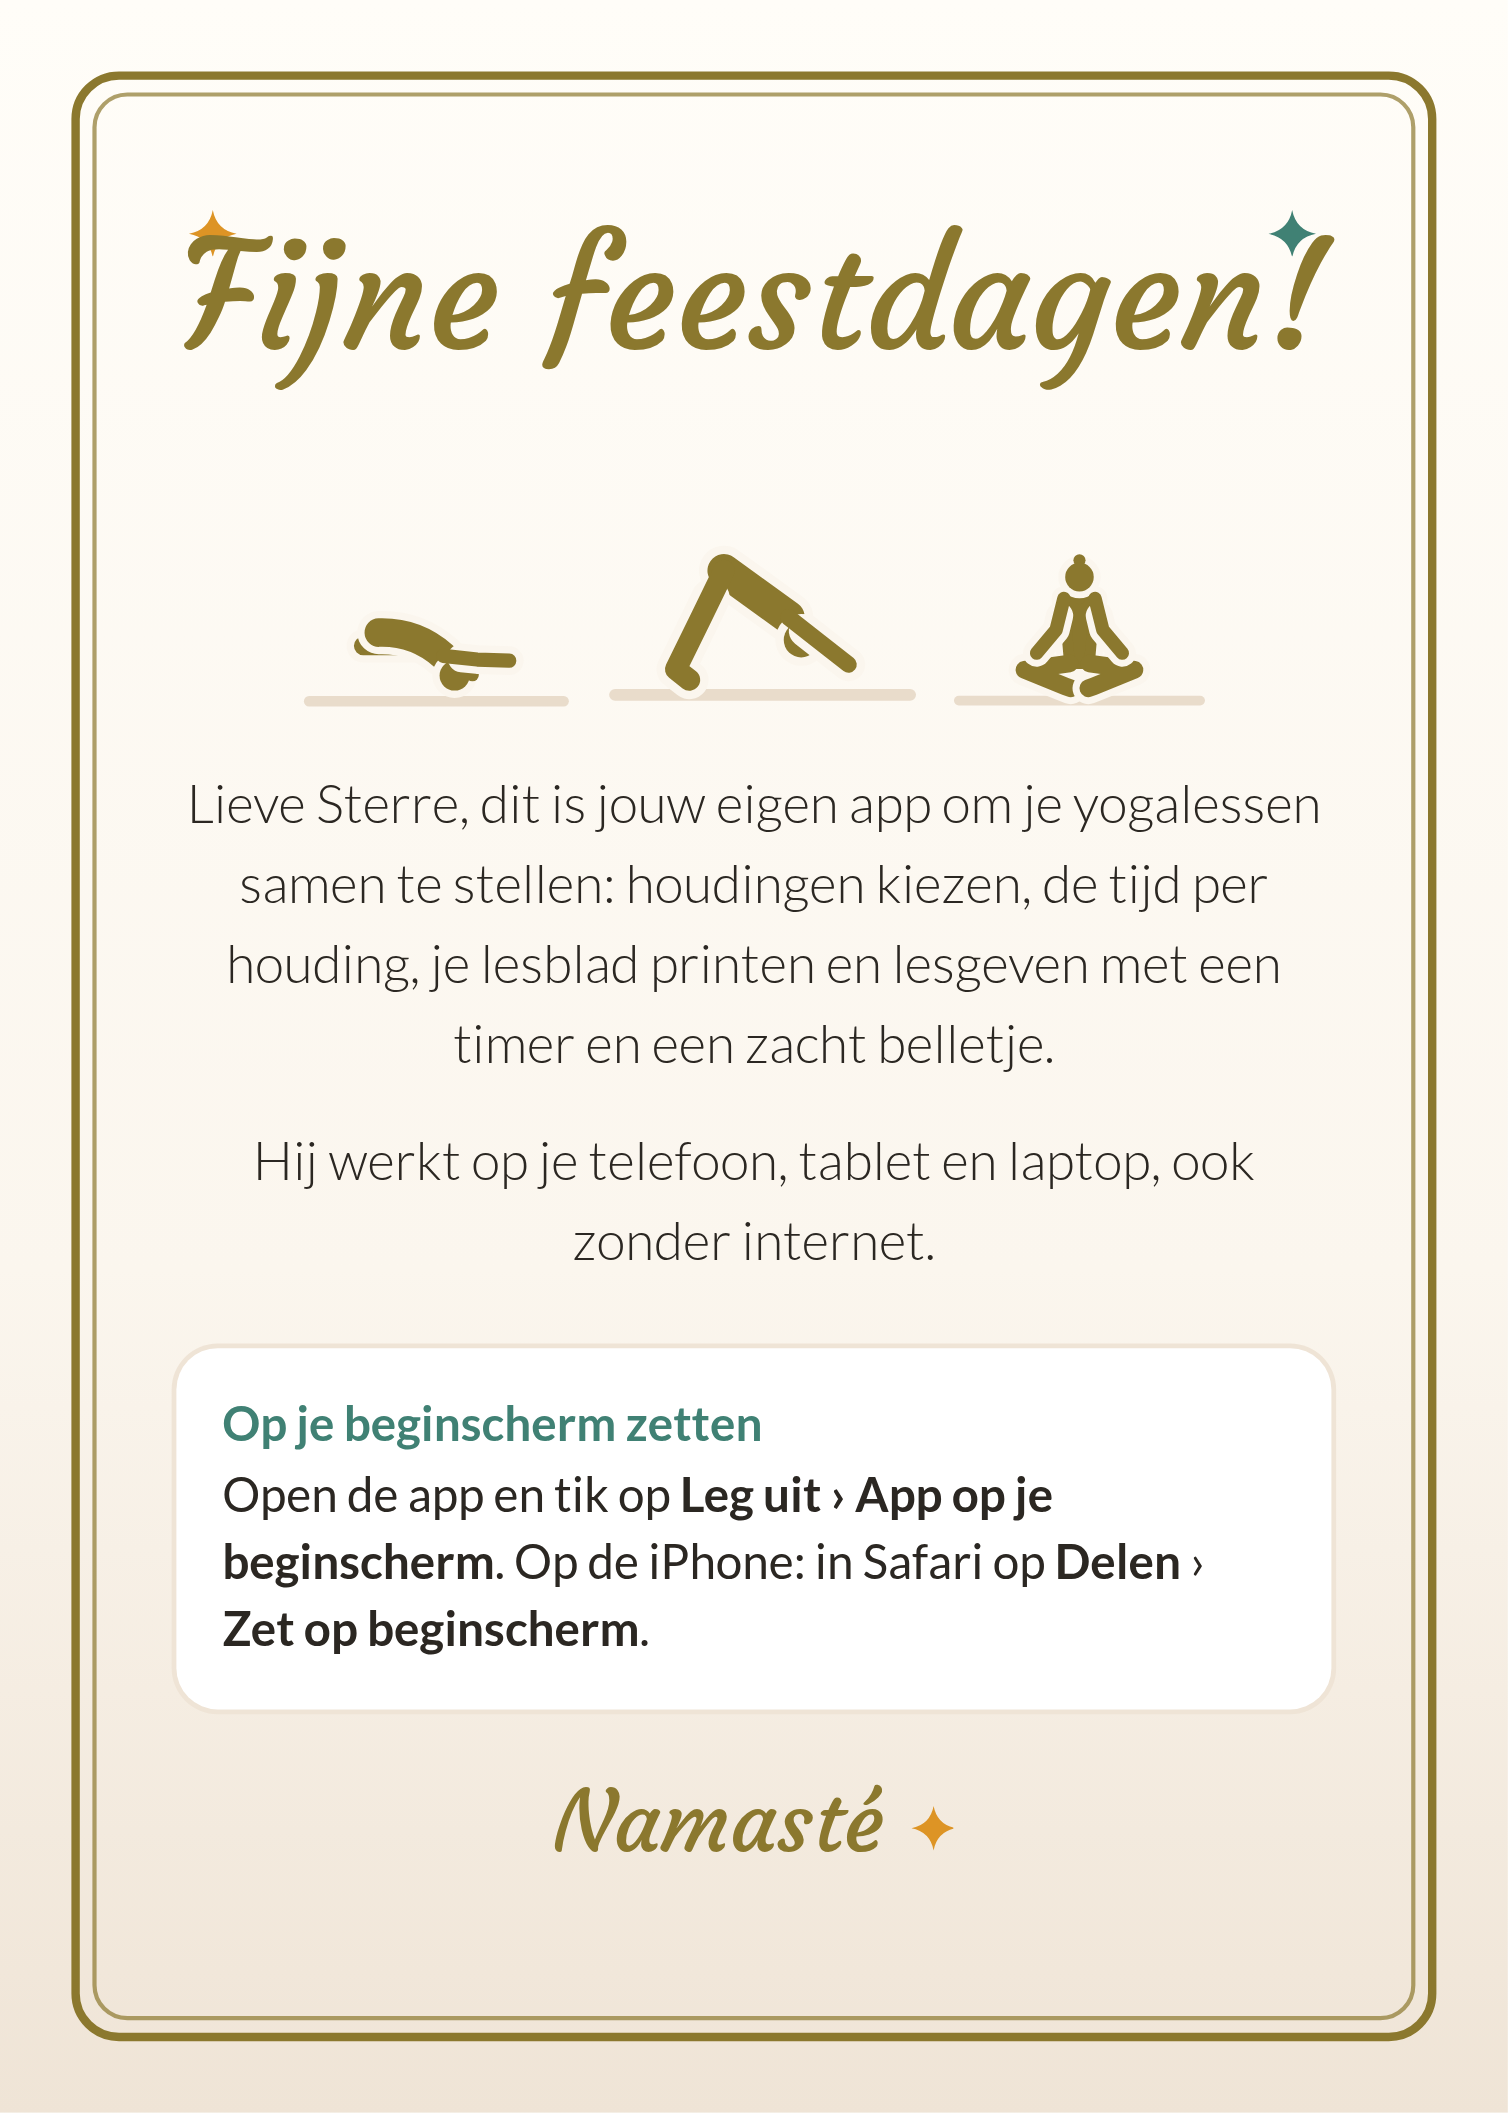 Fijne feestdagen!
Lieve Sterre, dit is jouw eigen app om je yogalessen
samen te stellen: houdingen kiezen, de tijd per
houding, je lesblad printen en lesgeven met een
timer en een zacht belletje.
Hij werkt op je telefoon, tablet en laptop, ook
zonder internet.
Op je beginscherm zetten
Open de app en tik op Leg uit › App op je
beginscherm. Op de iPhone: in Safari op Delen ›
Zet op beginscherm.
Namasté